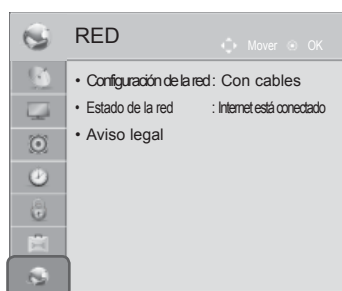 RED
Mover OK
• Configuración de la red : Con cables
• Estado de la red : Internet está conectado
• Aviso legal